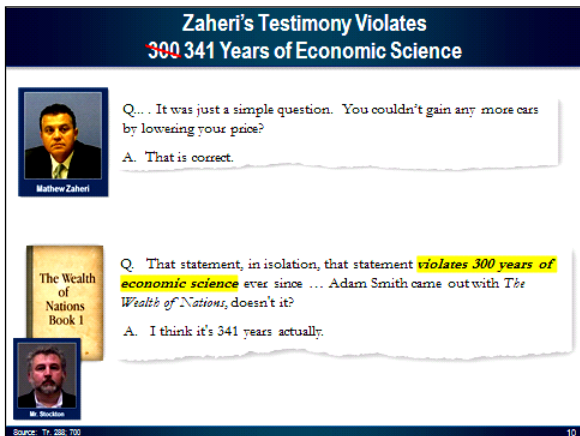 Zaheri's Testimony Violates
300 341 Years of Economic Science
Q... . It was just a simple question. You couldn't gain any more cars
by lowering your price?
A. That is correct.
Mathew Zaheri
Q. That statement, in isolation, that statement violates 300 years of
economic science ever since ... Adam Smith came out with The
Wealth of Nations, doesn't it?
A. I think it's 341 years actually.
The Wealth
of
Nations
Book 1
Mr. Stockton
Source: Tr. 288; 700
10